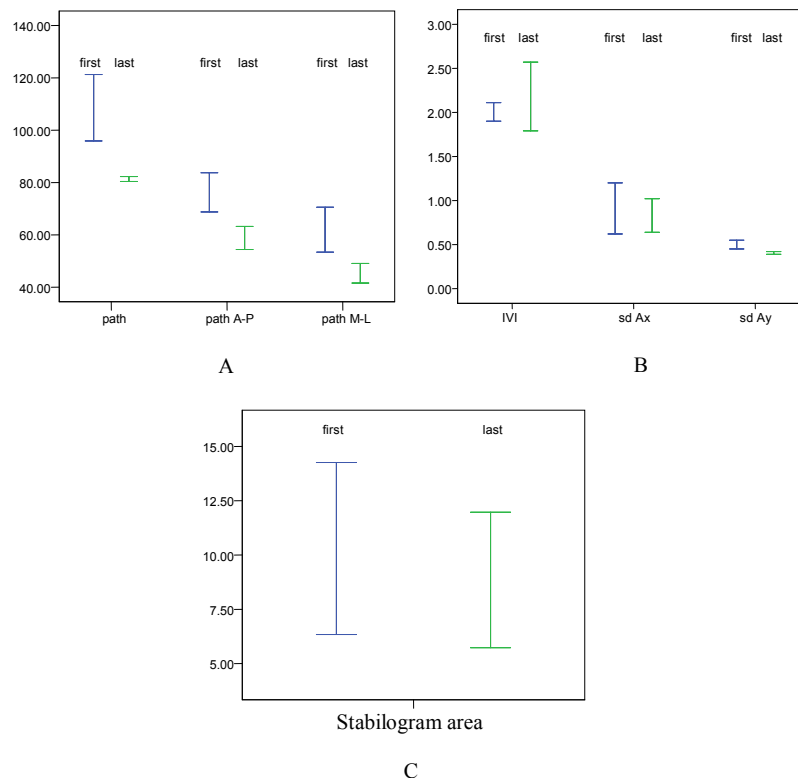 140.00
120.00
100.00
80.00
60.00
40.00
first last
first last
first last
path
path A-P
path M-L
A
3.00
2.50
2.00
1.50
1.00
0.50
0.00
first last
first last
first last
IVI
sd Ax
sd Ay
B
15.00
12.50
10.00
7.50
5.00
first
last
Stabilogram area
C